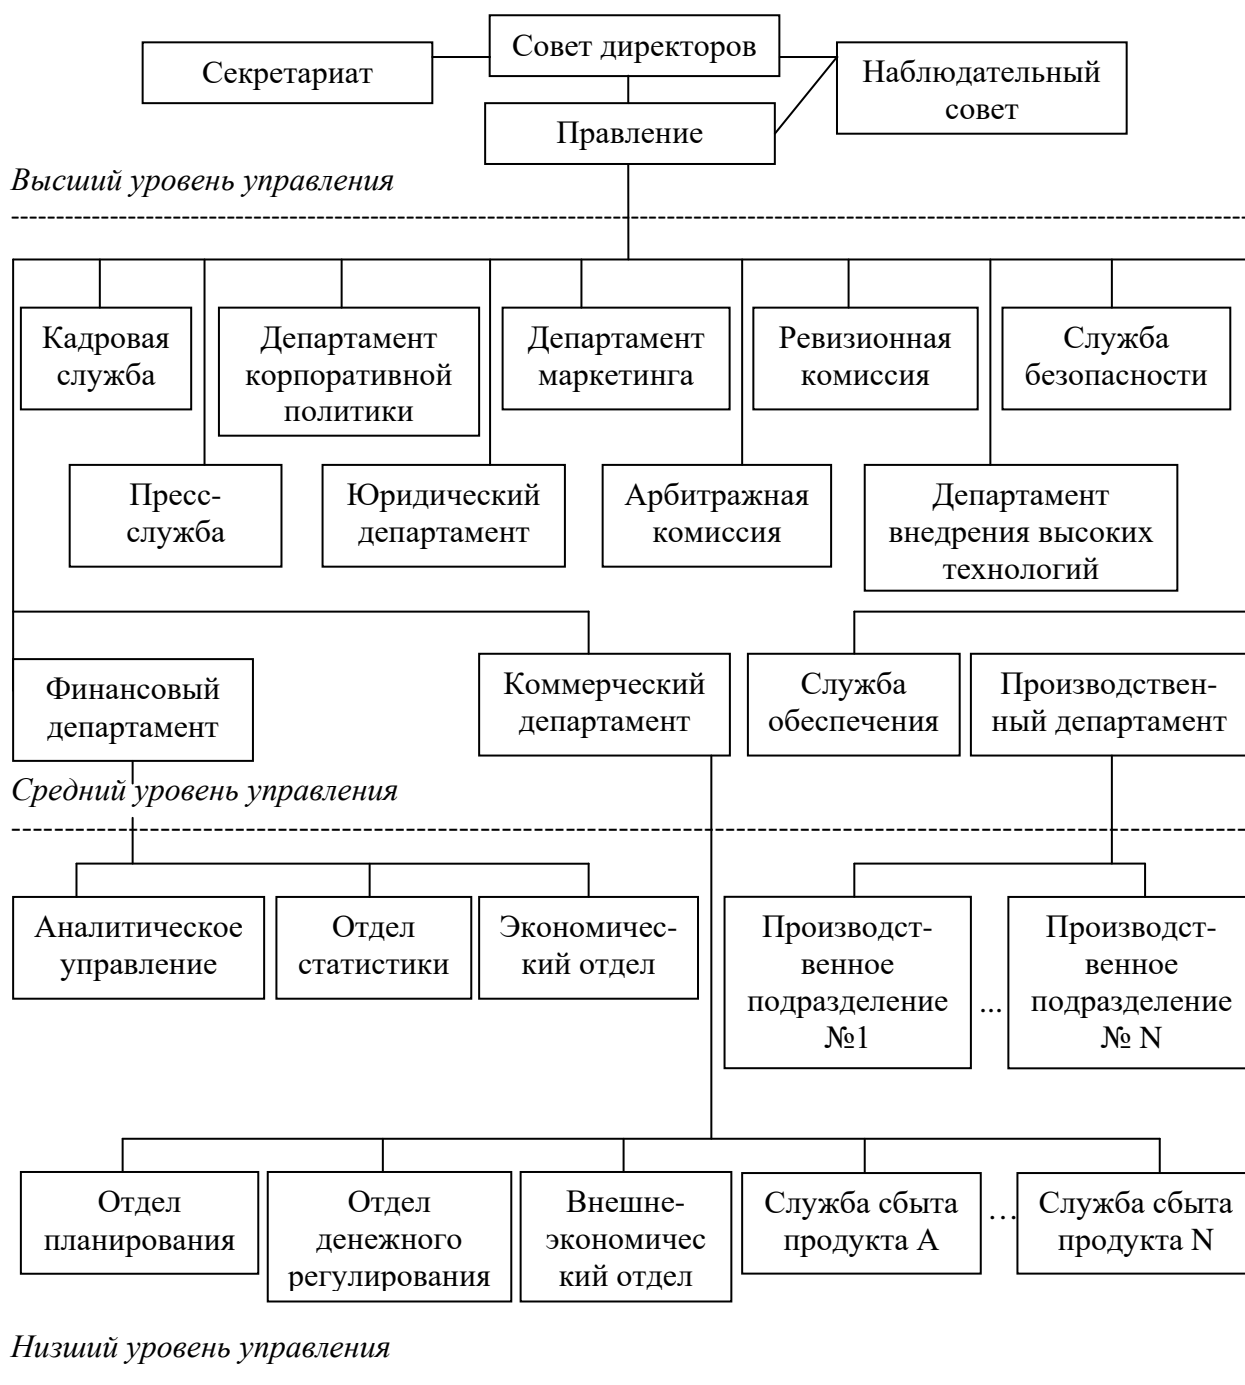 Совет директоров
Секретариат
Наблюдательный
совет
Правление
Высший уровень управления
Кадровая
служба
Департамент
корпоративной
политики
Департамент
маркетинга
Ревизионная
комиссия
Служба
безопасности
Пресс-
служба
Юридический
департамент
Арбитражная
комиссия
Департамент
внедрения высоких
технологий
Финансовый
департамент
Коммерческий
департамент
Служба
обеспечения
Производствен-
ный департамент
Средний уровень управления
Аналитическое
управление
Отдел
статистики
Экономичес-
кий отдел
Производст-
венное
подразделение
№1
...
Производст-
венное
подразделение
№ N
Отдел
планирования
Отдел
денежного
регулирования
Внешне-
экономичес
кий отдел
Служба сбыта
продукта А
...
Служба сбыта
продукта N
Низший уровень управления